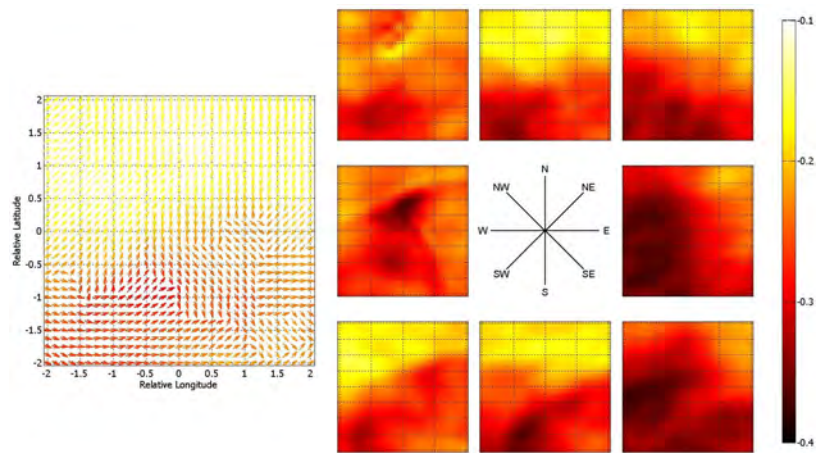 -0.1
-0.2
-0.3
-0.4
2
1.5
1
0.5
0
-0.5
-1
-1.5
-2
Relative Latitude
-2 -1.5 -1 -0.5 0 0.5 1 1.5 2
Relative Longitude
N
NW NE
W E
SW SE
S